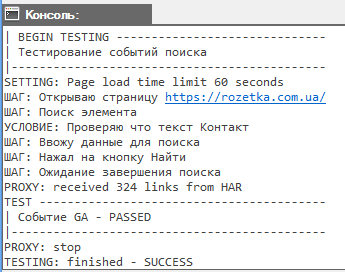 Консоль:
| BEGIN TESTING -----------------------------------
| Тестирование событий поиска
|--------------------------------------------------
SETTING: Page load time limit 60 seconds
ШАГ: Открываю страницу https://rozetka.com.ua/
ШАГ: Поиск элемента
УСЛОВИЕ: Проверяю что текст Контакт
ШАГ: Ввожу данные для поиска
ШАГ: Нажал на кнопку Найти
ШАГ: Ожидание завершения поиска
PROXY: received 324 links from HAR
TEST ---------------------------------------------
| Событие GA - PASSED
|--------------------------------------------------
PROXY: stop
TESTING: finished - SUCCESS